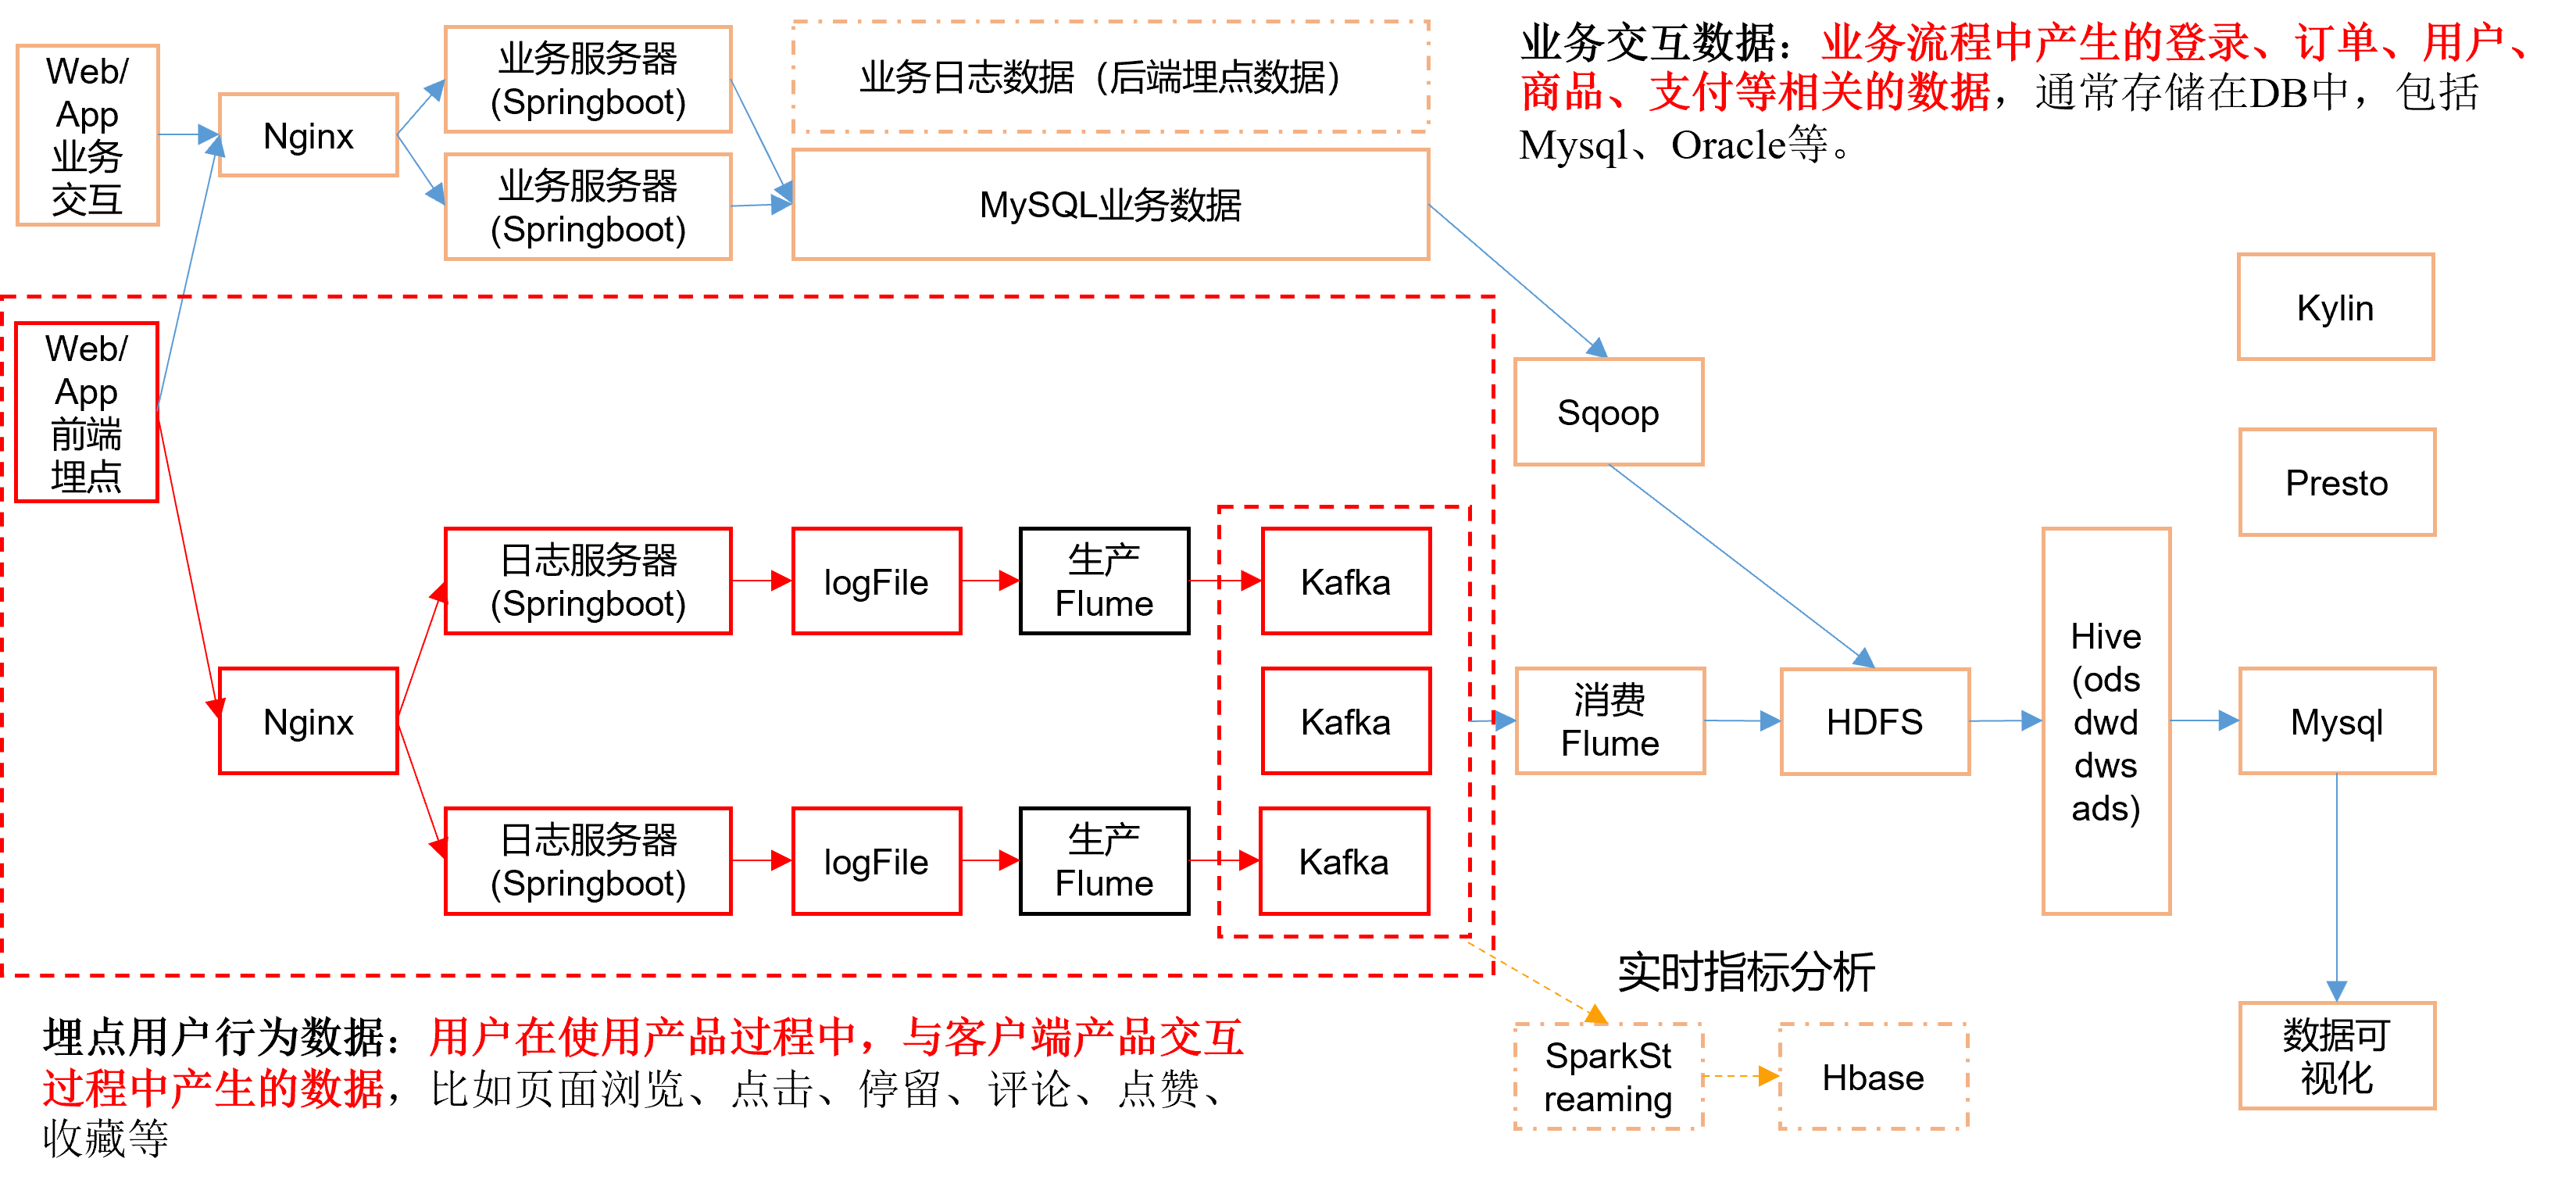 Web/
App
业务
交互
Nginx
业务服务器
(Springboot)
业务服务器
(Springboot)
业务日志数据（后端埋点数据）
MySQL业务数据
业务交互数据：业务流程中产生的登录、订单、用户、
商品、支付等相关的数据，通常存储在DB中，包括
Mysql、Oracle等。
Web/
App
前端
埋点
Nginx
日志服务器
(Springboot)
logFile
生产
Flume
Kafka
Kafka
日志服务器
(Springboot)
logFile
生产
Flume
Kafka
Sqoop
消费
Flume
HDFS
Hive
(ods
dwd
dws
ads)
Kylin
Presto
Mysql
数据可
视化
实时指标分析
SparkSt
reaming
Hbase
埋点用户行为数据：用户在使用产品过程中，与客户端产品交互
过程中产生的数据，比如页面浏览、点击、停留、评论、点赞、
收藏等